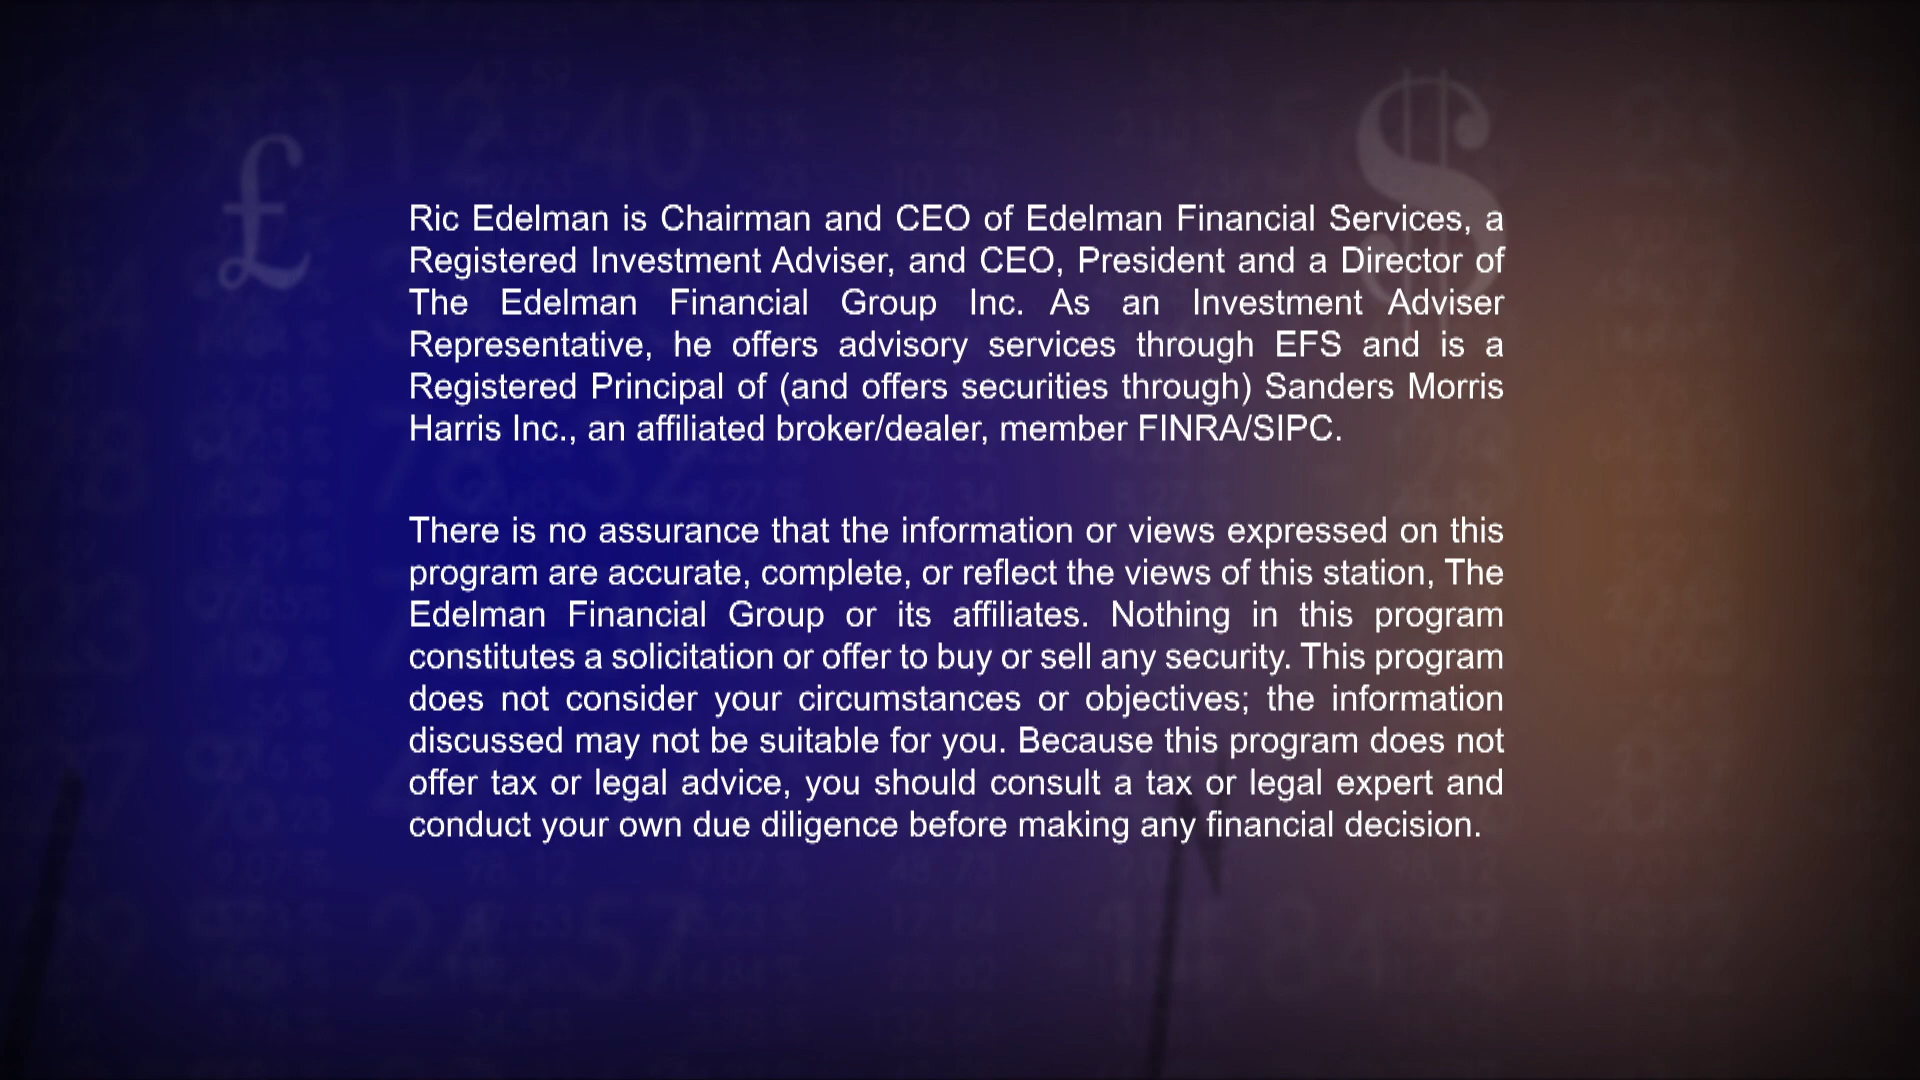 £
$
Ric Edelman is Chairman and CEO of Edelman Financial Services, a
Registered Investment Adviser, and CEO, President and a Director of
The Edelman Financial Group Inc. As an Investment Adviser
Representative, he offers advisory services through EFS and is a
Registered Principal of (and offers securities through) Sanders Morris
Harris Inc., an affiliated broker/dealer, member FINRA/SIPC.
There is no assurance that the information or views expressed on this
program are accurate, complete, or reflect the views of this station, The
Edelman Financial Group or its affiliates. Nothing in this program
constitutes a solicitation or offer to buy or sell any security. This program
does not consider your circumstances or objectives; the information
discussed may not be suitable for you. Because this program does not
offer tax or legal advice, you should consult a tax or legal expert and
conduct your own due diligence before making any financial decision.